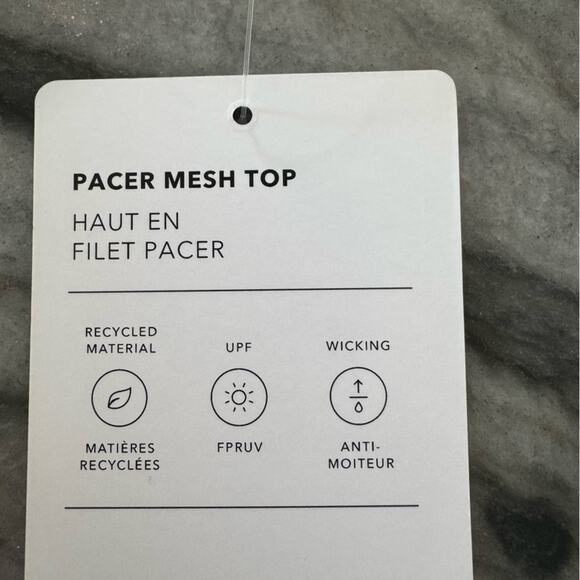 PACER MESH TOP
HAUT EN
FILET PACER
RECYCLED
MATERIAL
UPF
WICKING
MATIÈRES
RECYCLÉES
FPRUV
ANTI-
MOITEUR